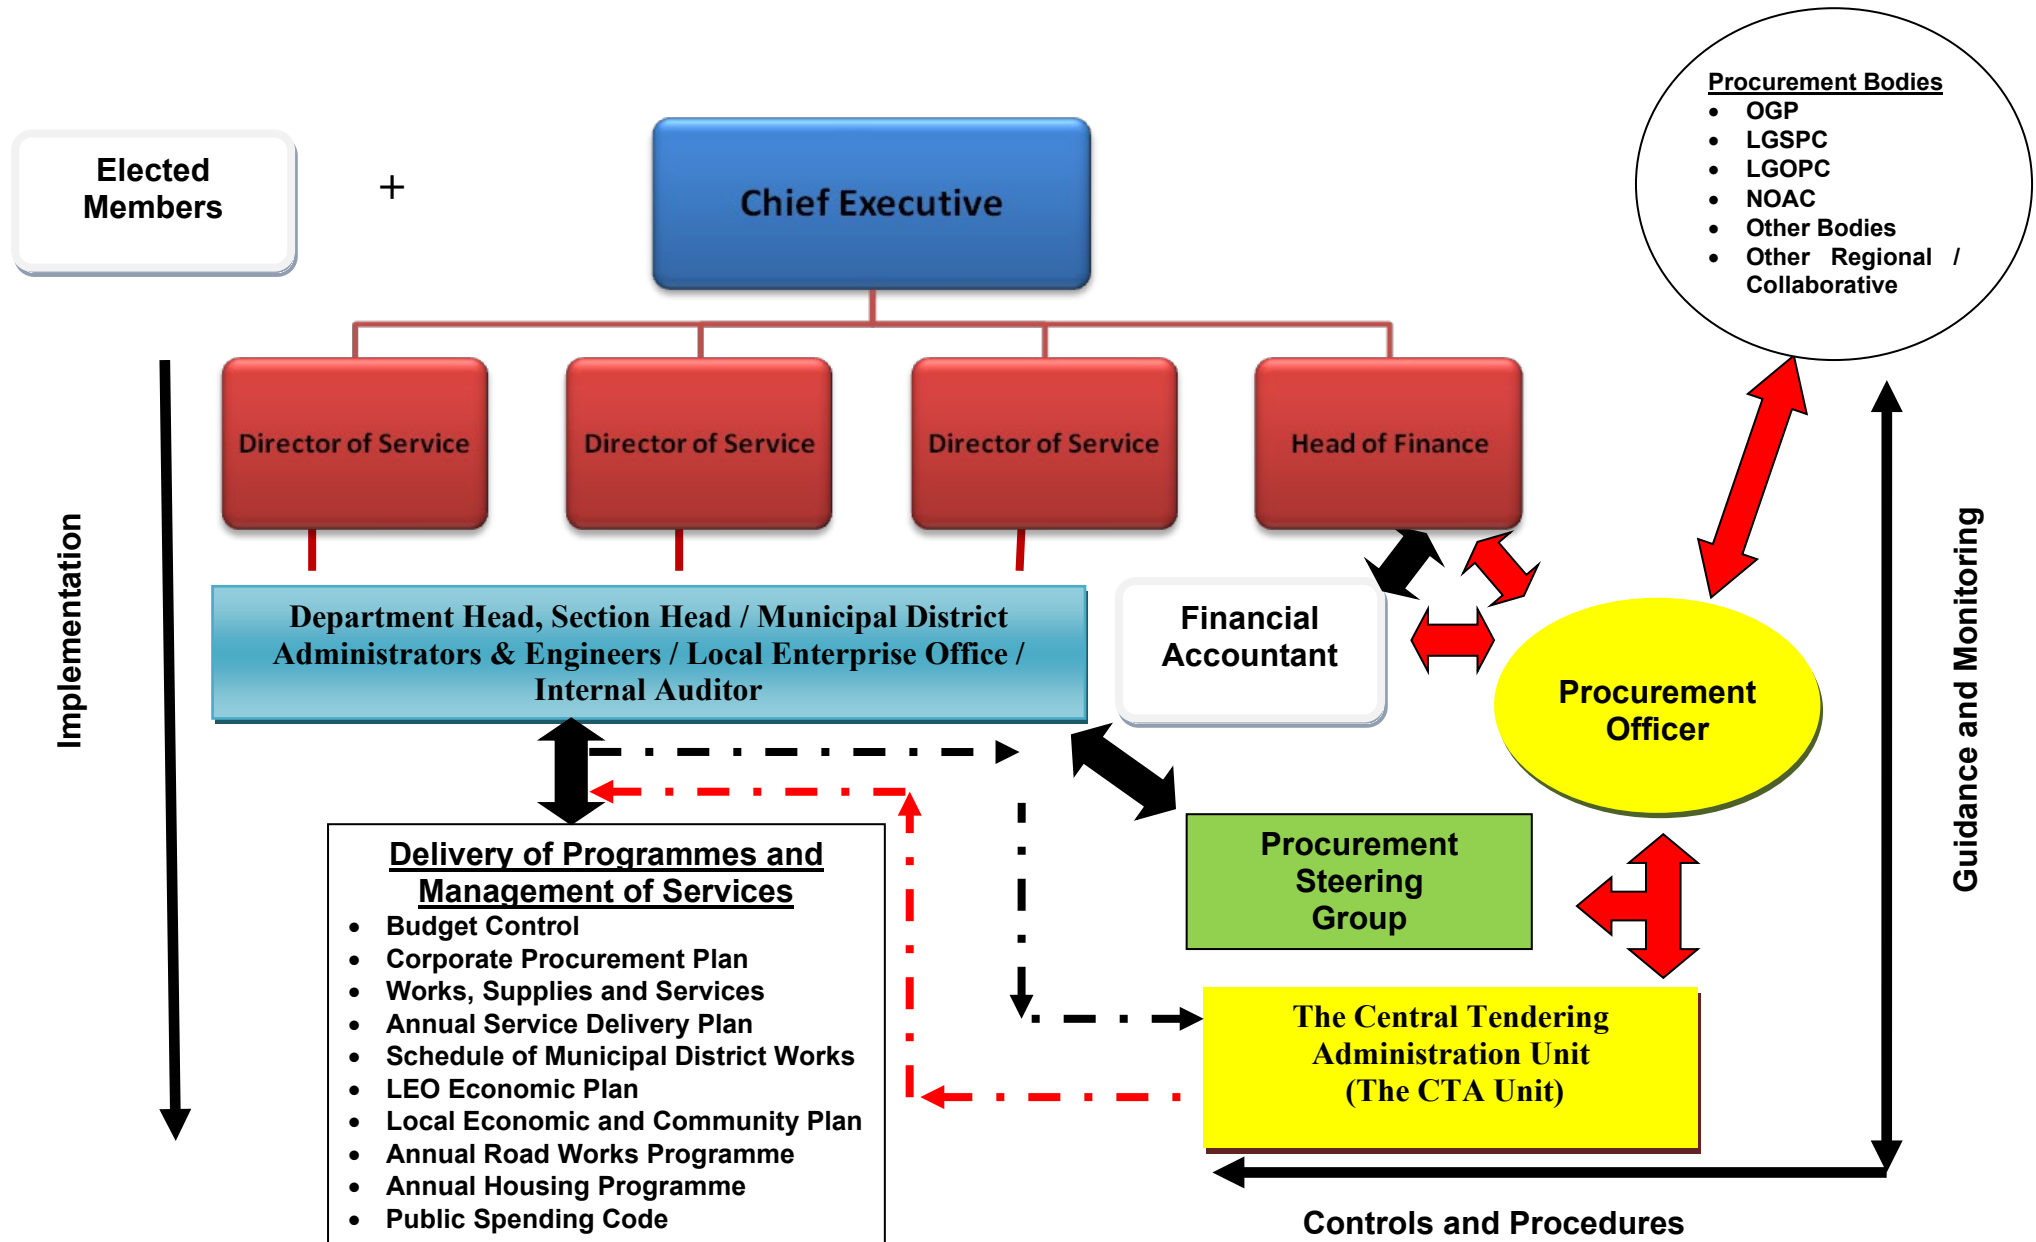 Procurement Bodies
• OGP
• LGSPC
• LGOPC
• NOAC
• Other Bodies
• Other Regional /
Collaborative
Elected
Members
+
Chief Executive
Director of Service
Director of Service
Director of Service
Head of Finance
Implementation
Department Head, Section Head / Municipal District
Administrators & Engineers / Local Enterprise Office /
Internal Auditor
Financial
Accountant
Procurement
Officer
Guidance and Monitoring
Delivery of Programmes and
Management of Services
• Budget Control
• Corporate Procurement Plan
• Works, Supplies and Services
• Annual Service Delivery Plan
• Schedule of Municipal District Works
• LEO Economic Plan
• Local Economic and Community Plan
• Annual Road Works Programme
• Annual Housing Programme
• Public Spending Code
Procurement
Steering
Group
The Central Tendering
Administration Unit
(The CTA Unit)
Controls and Procedures